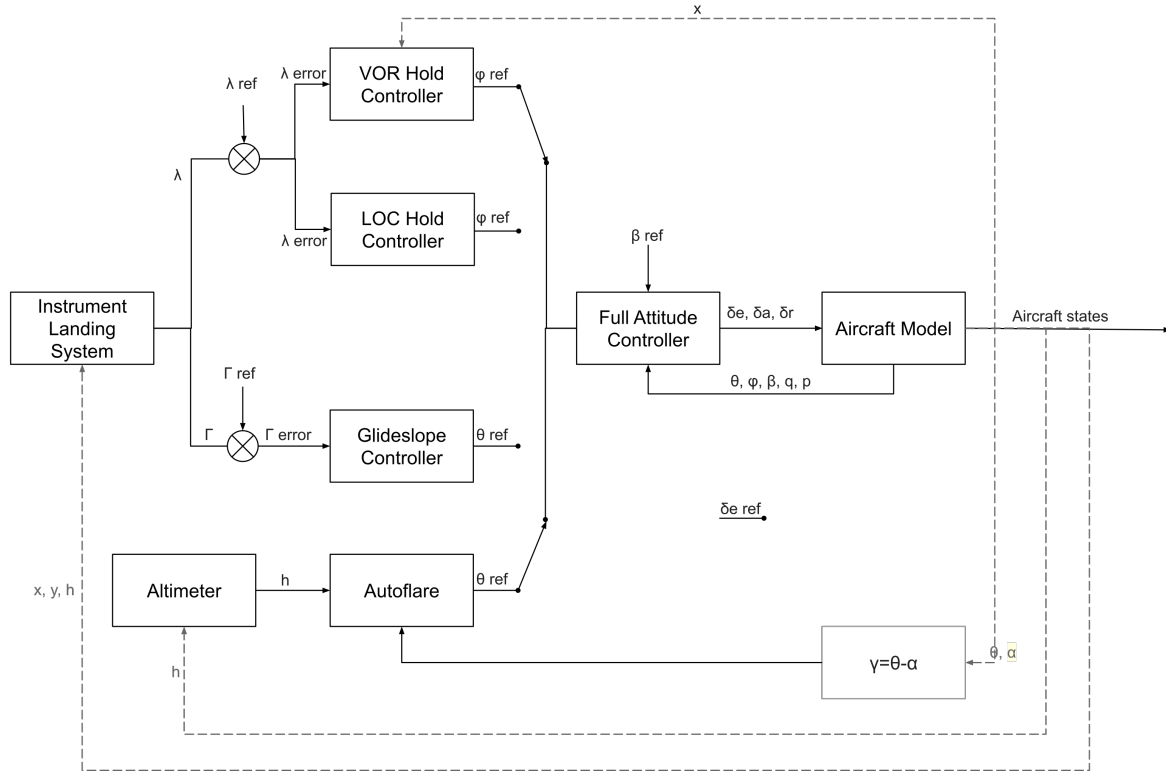 x
VOR Hold
Controller
λ error
φ ref
λ ref
λ
LOC Hold
Controller
φ ref
λ error
β ref
Instrument
Landing
System
Full Attitude
Controller
δe, δa, δr
Aircraft Model
Aircraft states
θ, φ, β, q, p
Γ ref
Γ
Γ error
Glideslope
Controller
θ ref
δe ref
Altimeter
h
Autoflare
θ ref
x, y, h
h
γ=θ-α
θ, α